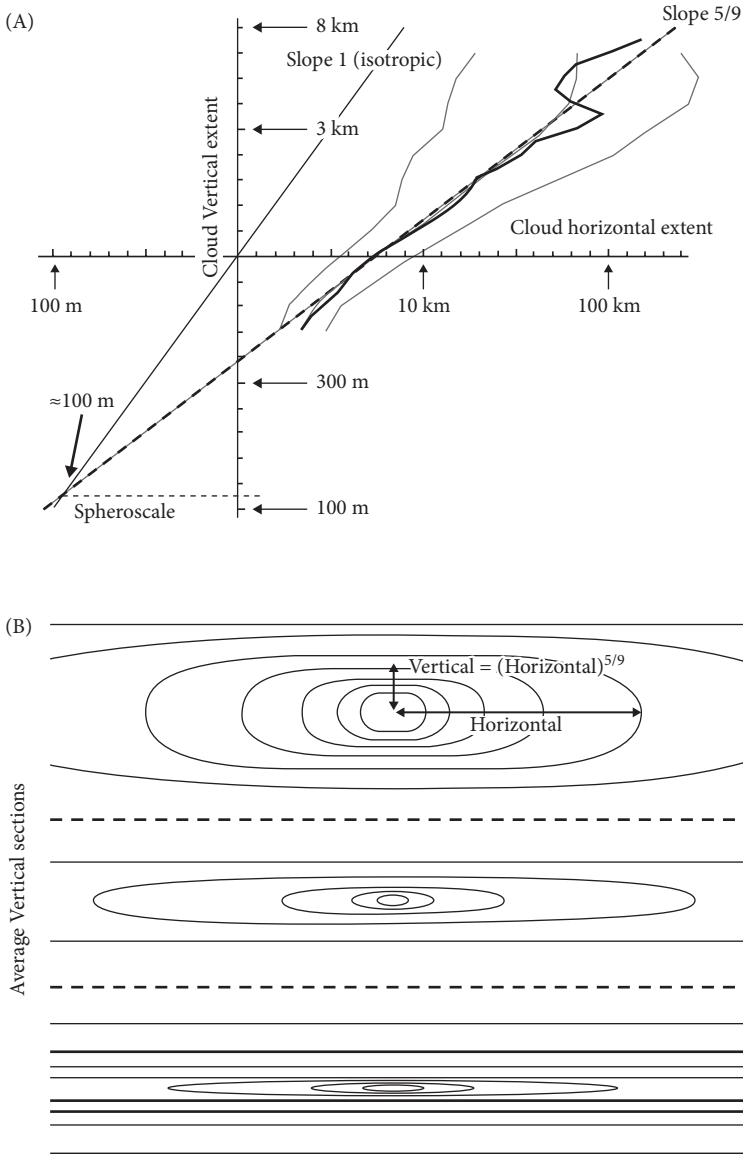 (A)
Slope 5/9
8 km
Slope 1 (isotropic)
Cloud Vertical extent
3 km
Cloud horizontal extent
100 m
10 km
100 km
300 m
≈100 m
Spheroscale
100 m
(B)
Vertical = (Horizontal)^5/9
Horizontal
Average Vertical sections